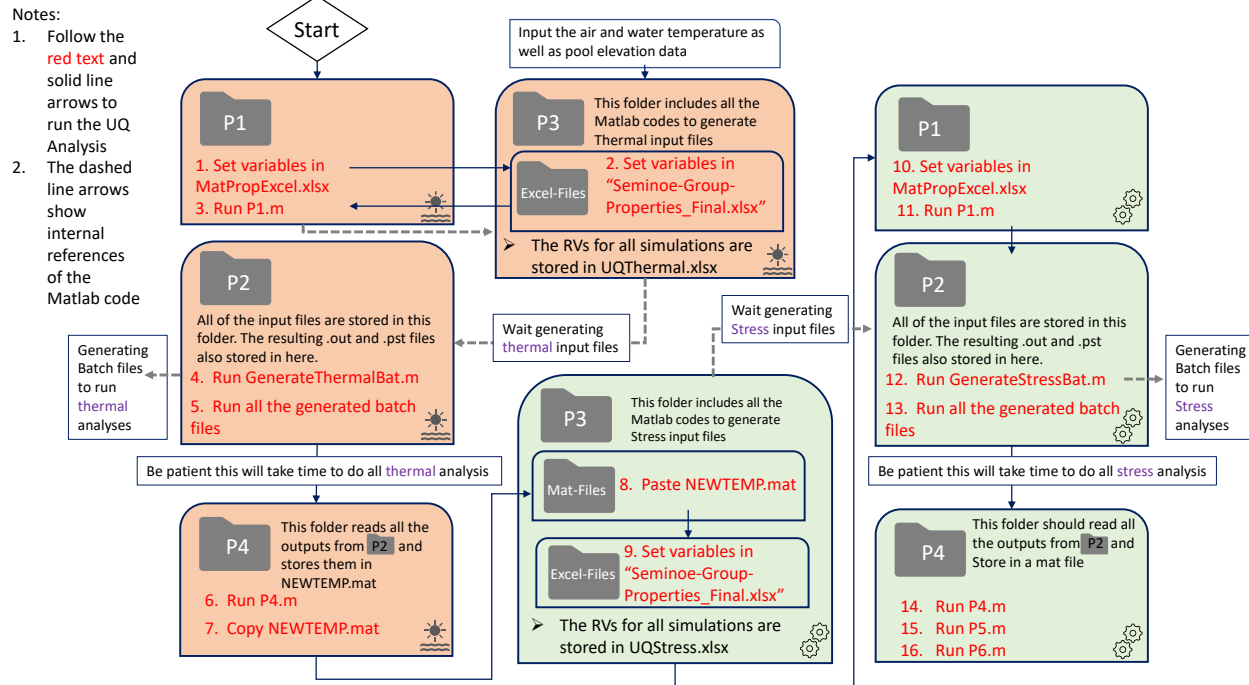 Notes:
1. Follow the
red text and
solid line
arrows to
run the UQ
Analysis
2. The dashed
line arrows
show
internal
references
of the
Matlab code
Start
P1
1. Set variables in
MatPropExcel.xlsx
3. Run P1.m
Input the air and water temperature as
well as pool elevation data
P3
This folder includes all the
Matlab codes to generate
Thermal input files
Excel-Files
2. Set variables in
“Seminoe-Group-
Properties_Final.xlsx”
➢ The RVs for all simulations are
stored in UQThermal.xlsx
P2
All of the input files are stored in this
folder. The resulting .out and .pst files
also stored in here.
4. Run GenerateThermalBat.m
5. Run all the generated batch
files
Generating
Batch files
to run
thermal
analyses
Wait generating
thermal input files
Be patient this will take time to do all thermal analysis
P4
This folder reads all the
outputs from P2 and
stores them in
NEWTEMP.mat
6. Run P4.m
7. Copy NEWTEMP.mat
P3
This folder includes all the
Matlab codes to generate
Stress input files
Mat-Files
8. Paste NEWTEMP.mat
Excel-Files
9. Set variables in
“Seminoe-Group-
Properties_Final.xlsx”
➢ The RVs for all simulations are
stored in UQStress.xlsx
Wait generating
Stress input files
P1
10. Set variables in
MatPropExcel.xlsx
11. Run P1.m
P2
All of the input files are stored in this
folder. The resulting .out and .pst
files also stored in here.
12. Run GenerateStressBat.m
13. Run all the generated batch
files
Generating
Batch files
to run
Stress
analyses
Be patient this will take time to do all stress analysis
P4
This folder should read all
the outputs from P2 and
Store in a mat file
14. Run P4.m
15. Run P5.m
16. Run P6.m